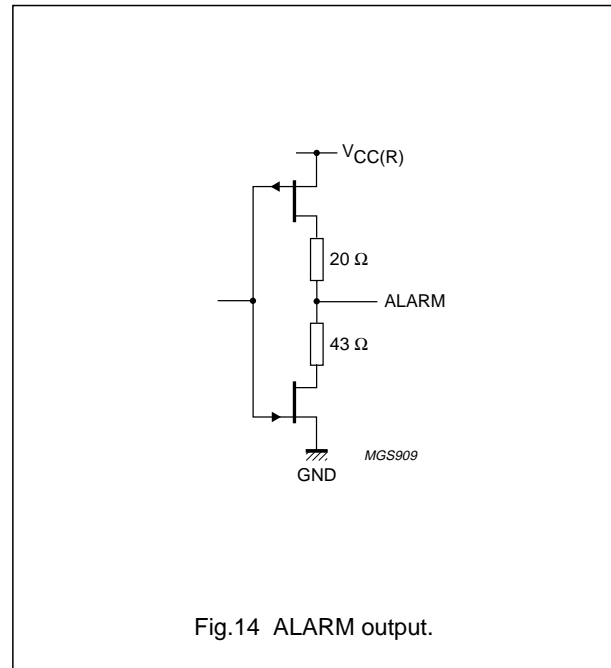 VCC(R)
20 Ω
ALARM
43 Ω
MGS909
GND
Fig.14 ALARM output.